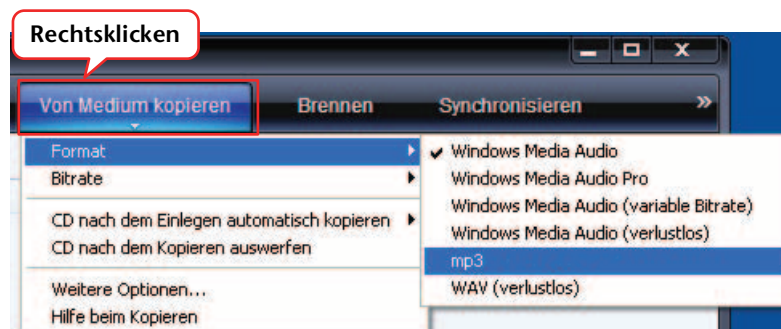 Rechtsklicken
Von Medium kopieren Brennen Synchronisieren »
Format
Bitrate
CD nach dem Einlegen automatisch kopieren
CD nach dem Kopieren auswerfen
Weitere Optionen...
Hilfe beim Kopieren
Windows Media Audio
Windows Media Audio Pro
Windows Media Audio (variable Bitrate)
Windows Media Audio (verlustlos)
mp3
WAV (verlustlos)